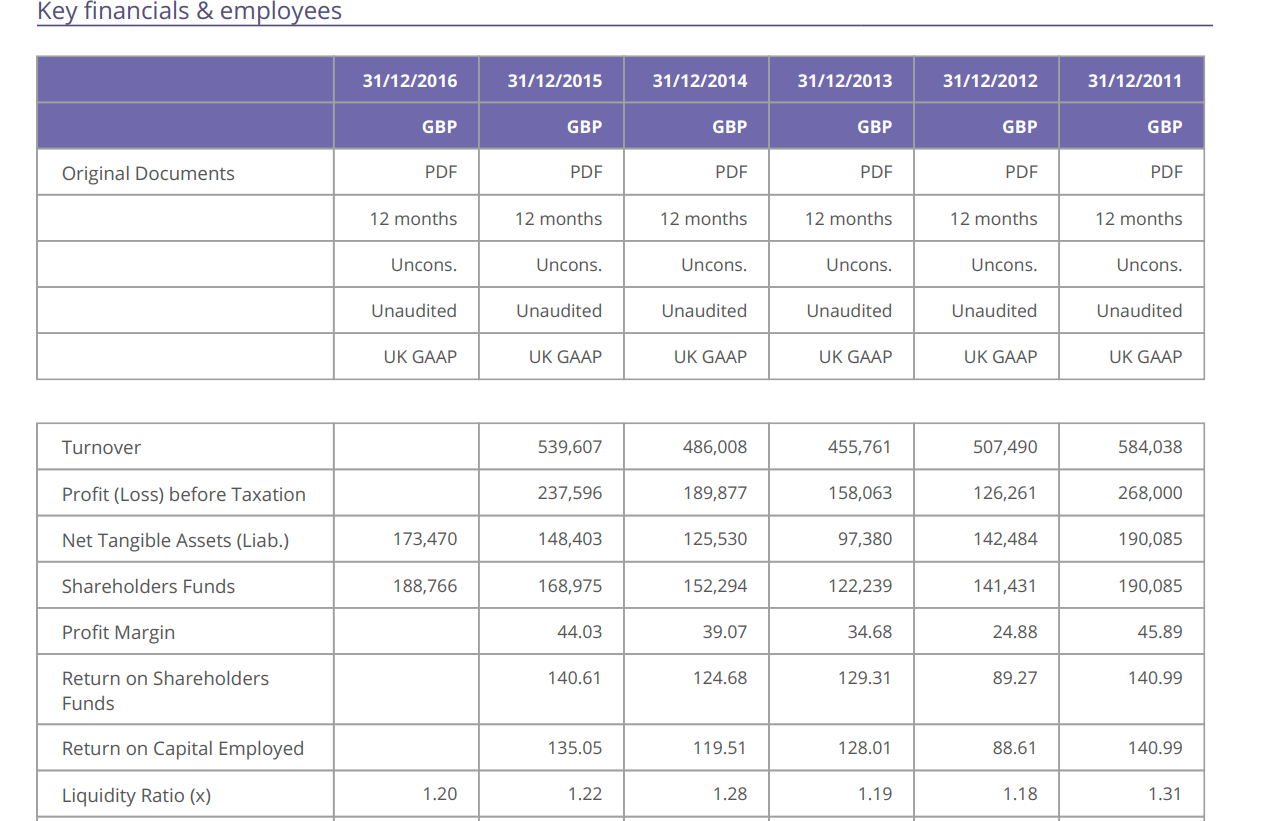 Key financials & employees
31/12/2016 31/12/2015 31/12/2014 31/12/2013 31/12/2012 31/12/2011
GBP GBP GBP GBP GBP GBP
Original Documents PDF PDF PDF PDF PDF PDF
12 months 12 months 12 months 12 months 12 months 12 months
Uncons. Uncons. Uncons. Uncons. Uncons. Uncons.
Unaudited Unaudited Unaudited Unaudited Unaudited Unaudited
UK GAAP UK GAAP UK GAAP UK GAAP UK GAAP UK GAAP
Turnover 539,607 486,008 455,761 507,490 584,038
Profit (Loss) before Taxation 237,596 189,877 158,063 126,261 268,000
Net Tangible Assets (Liab.) 173,470 148,403 125,530 97,380 142,484 190,085
Shareholders Funds 188,766 168,975 152,294 122,239 141,431 190,085
Profit Margin 44.03 39.07 34.68 24.88 45.89
Return on Shareholders 140.61 124.68 129.31 89.27 140.99
Funds
Return on Capital Employed 135.05 119.51 128.01 88.61 140.99
Liquidity Ratio (x) 1.20 1.22 1.28 1.19 1.18 1.31